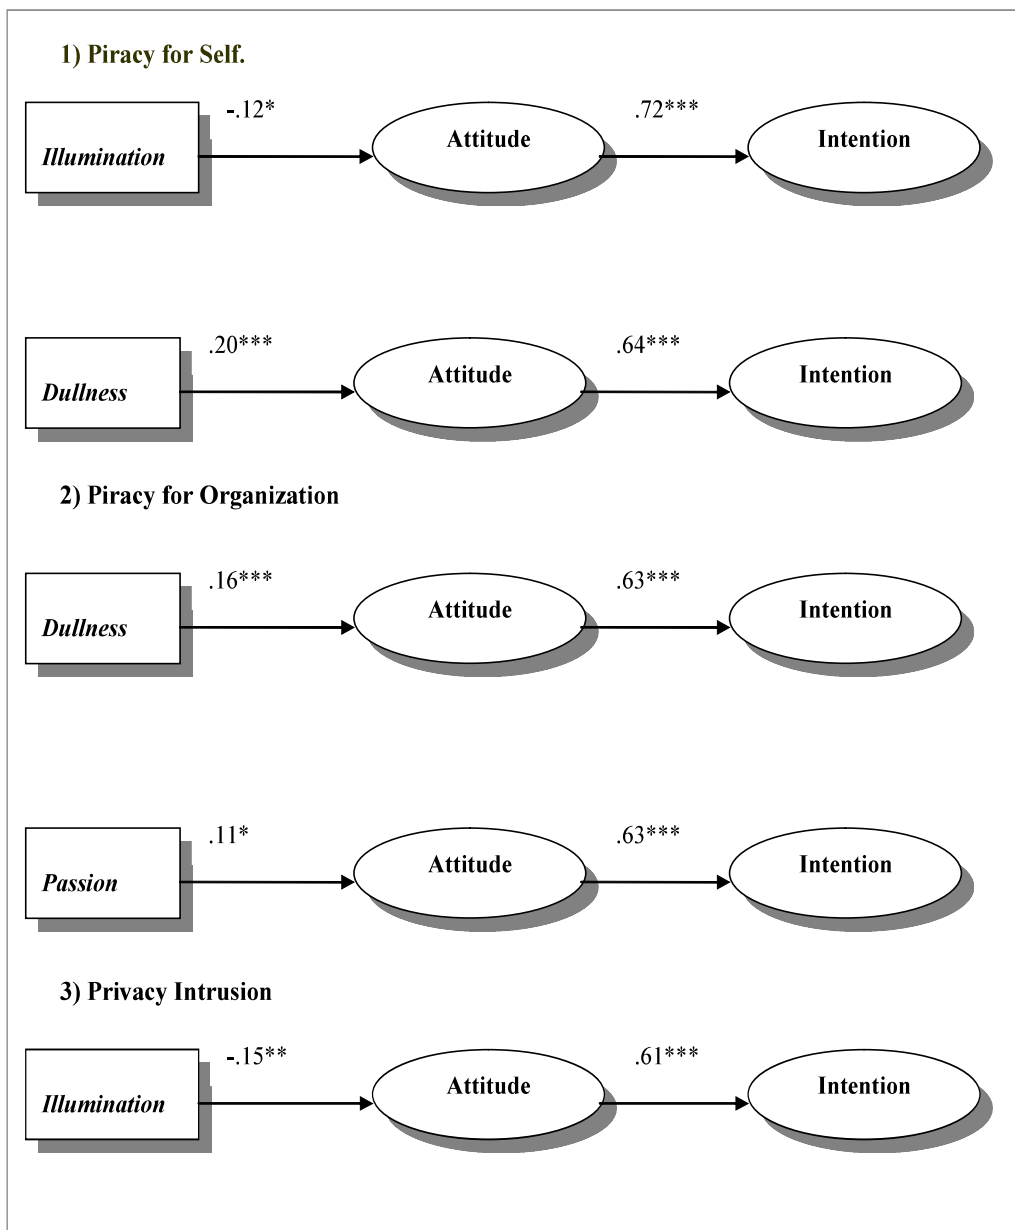 1) Piracy for Self.
-.12*
.72***
Illumination
Attitude
Intention
.20***
.64***
Dullness
Attitude
Intention
2) Piracy for Organization
.16***
.63***
Dullness
Attitude
Intention
.11*
.63***
Passion
Attitude
Intention
3) Privacy Intrusion
-.15**
.61***
Illumination
Attitude
Intention